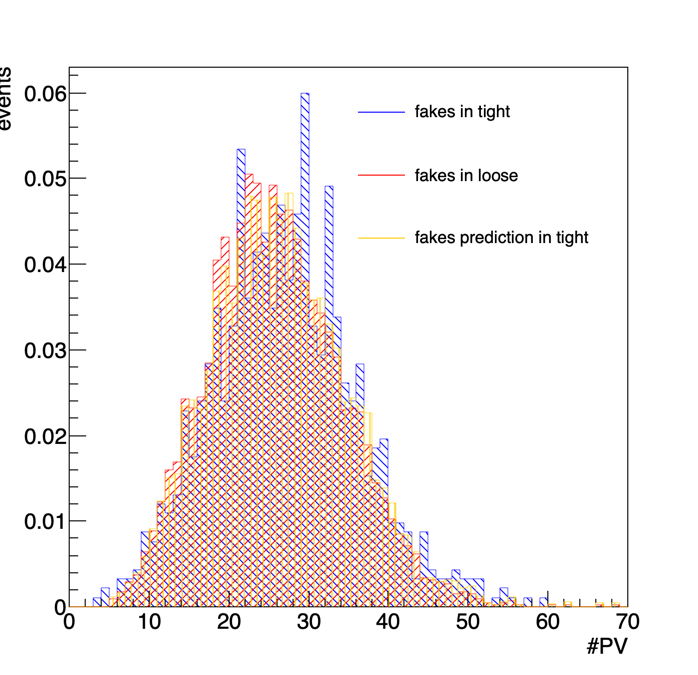 events
0.06
0.05
0.04
0.03
0.02
0.01
0
0 10 20 30 40 50 60 70
#PV
fakes in tight
fakes in loose
fakes prediction in tight